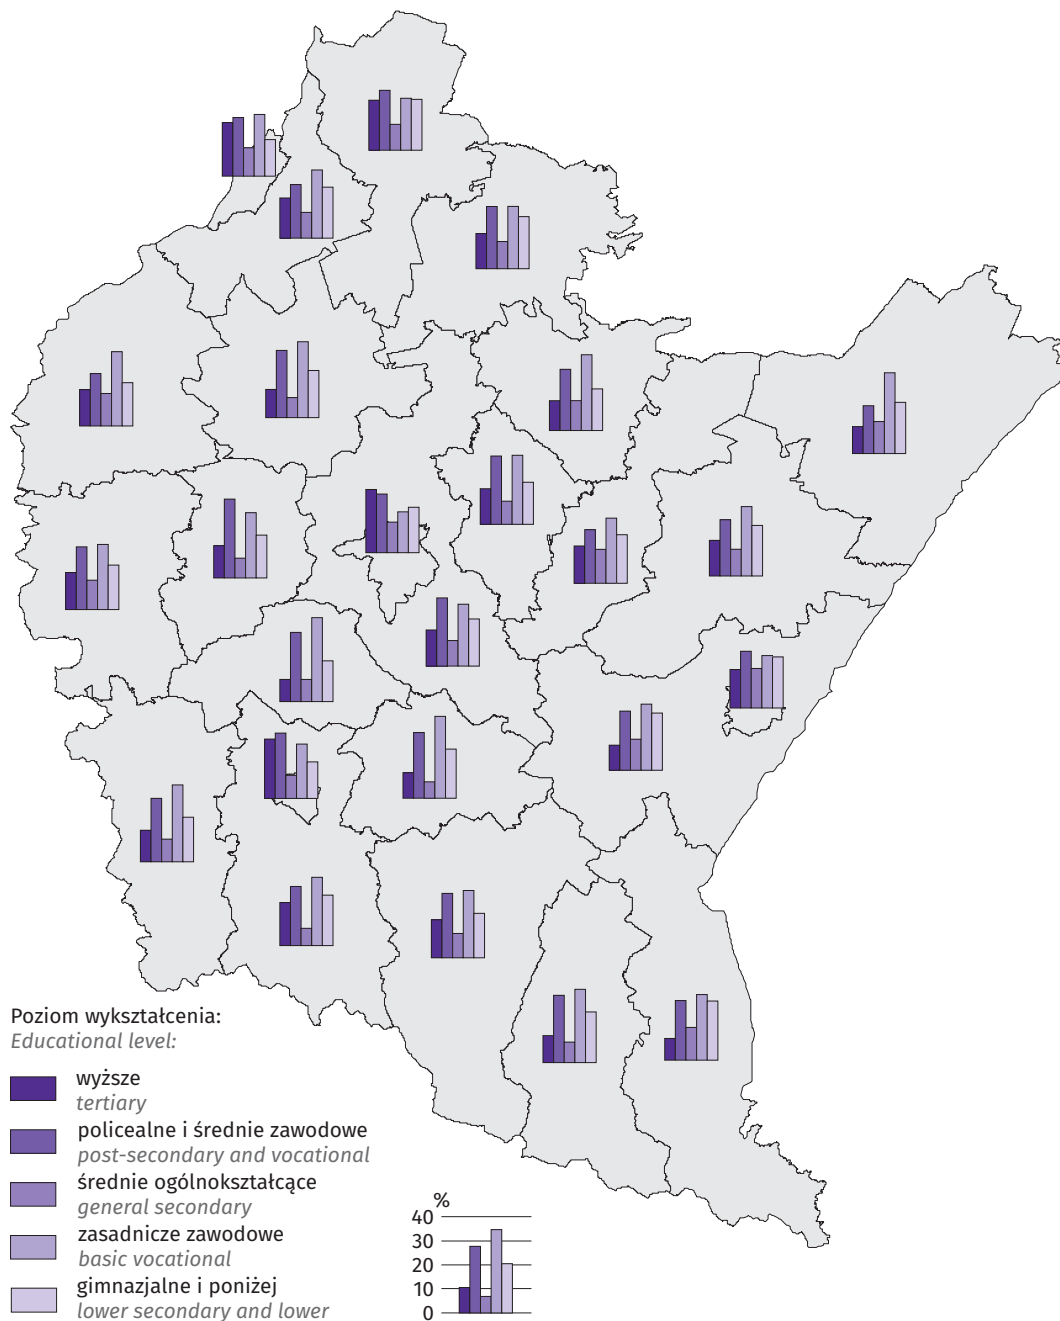 Poziom wykształcenia:
Educational level:
wyższe
tertiary
policealne i średnie zawodowe
post-secondary and vocational
średnie ogólnokształcące
general secondary
zasadnicze zawodowe
basic vocational
gimnazjalne i poniżej
lower secondary and lower
%
40
30
20
10
0